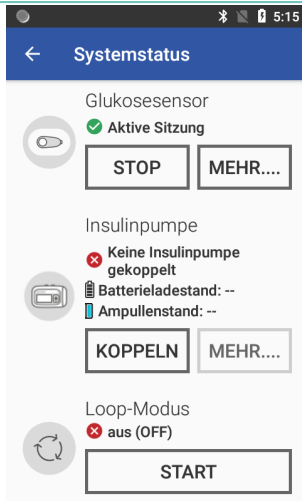 5:15
Systemstatus
Glukosesensor
Aktive Sitzung
STOP MEHR....
Insulinpumpe
Keine Insulinpumpe
gekoppelt
Batterieladestand: --
Ampullenstand: --
KOPPELN MEHR....
Loop-Modus
aus (OFF)
START